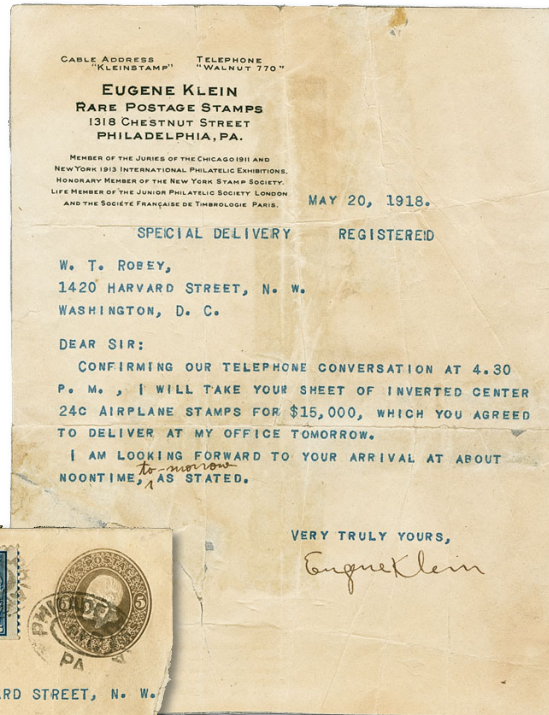 CABLE ADDRESS TELEPHONE
"KLEINSTAMP" "WALNUT 770"
EUGENE KLEIN
RARE POSTAGE STAMPS
1318 CHESTNUT STREET
PHILADELPHIA, PA.
MEMBER OF THE JURIES OF THE CHICAGO 1911 AND
NEW YORK 1913 INTERNATIONAL PHILATELIC EXHIBITIONS.
HONORARY MEMBER OF THE NEW YORK STAMP SOCIETY.
LIFE MEMBER OF THE JUNIOR PHILATELIC SOCIETY LONDON
AND THE SOCIÉTÉ FRANÇAISE DE TIMBROLOGIE PARIS.
MAY 20, 1918.
SPECIAL DELIVERY REGISTERED
W. T. ROBEY,
1420 HARVARD STREET, N. W.
WASHINGTON, D. C.
DEAR SIR:
CONFIRMING OUR TELEPHONE CONVERSATION AT 4.30
P. M., I WILL TAKE YOUR SHEET OF INVERTED CENTER
24C AIRPLANE STAMPS FOR $15,000, WHICH YOU AGREED
TO DELIVER AT MY OFFICE TOMORROW.
I AM LOOKING FORWARD TO YOUR ARRIVAL AT ABOUT
to-morrow
NOONTIME, AS STATED.
VERY TRULY YOURS,
Eugene Klein
5 5
PA
ARD STREET, N. W.